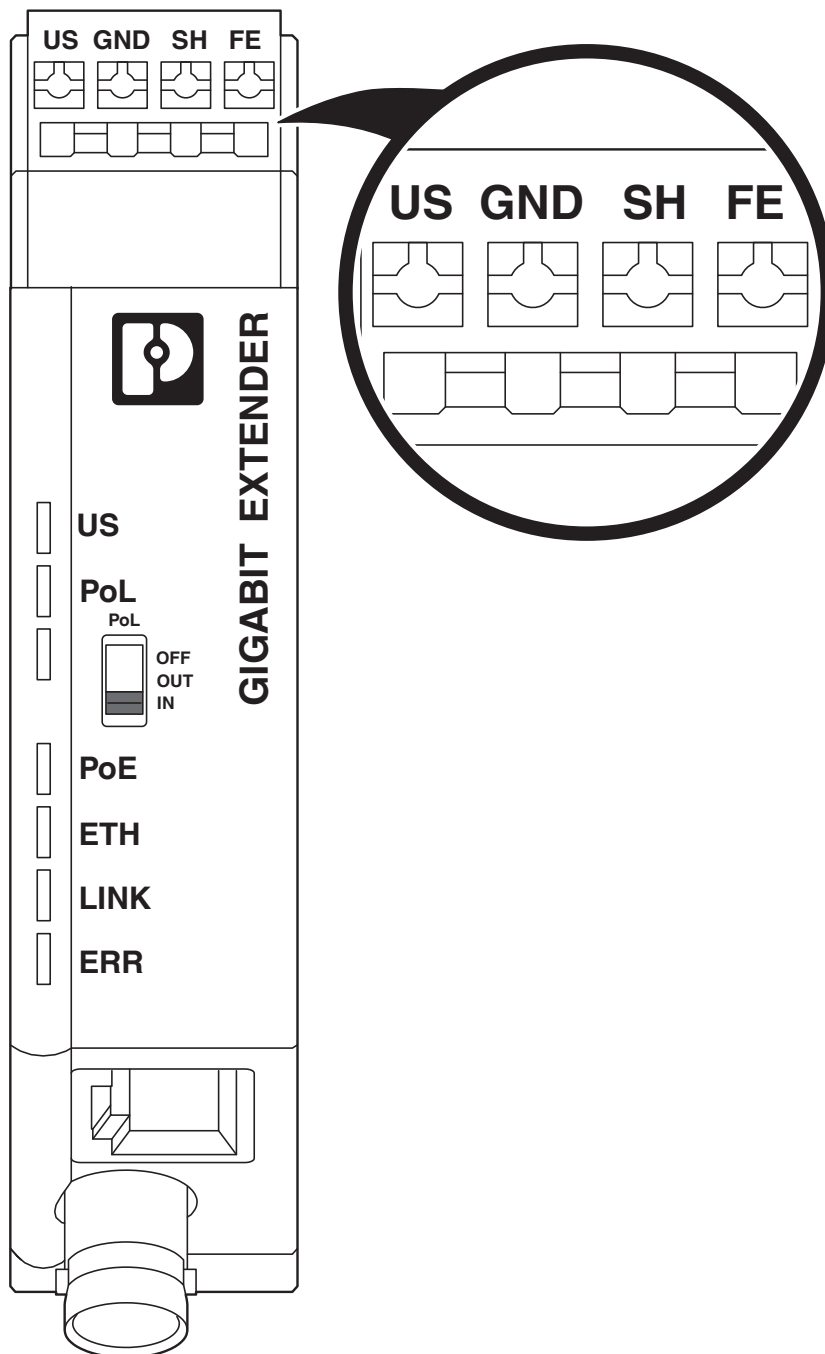 US GND SH FE
US GND SH FE
GIGABIT EXTENDER
US
PoL
PoL
OFF
OUT
IN
PoE
ETH
LINK
ERR